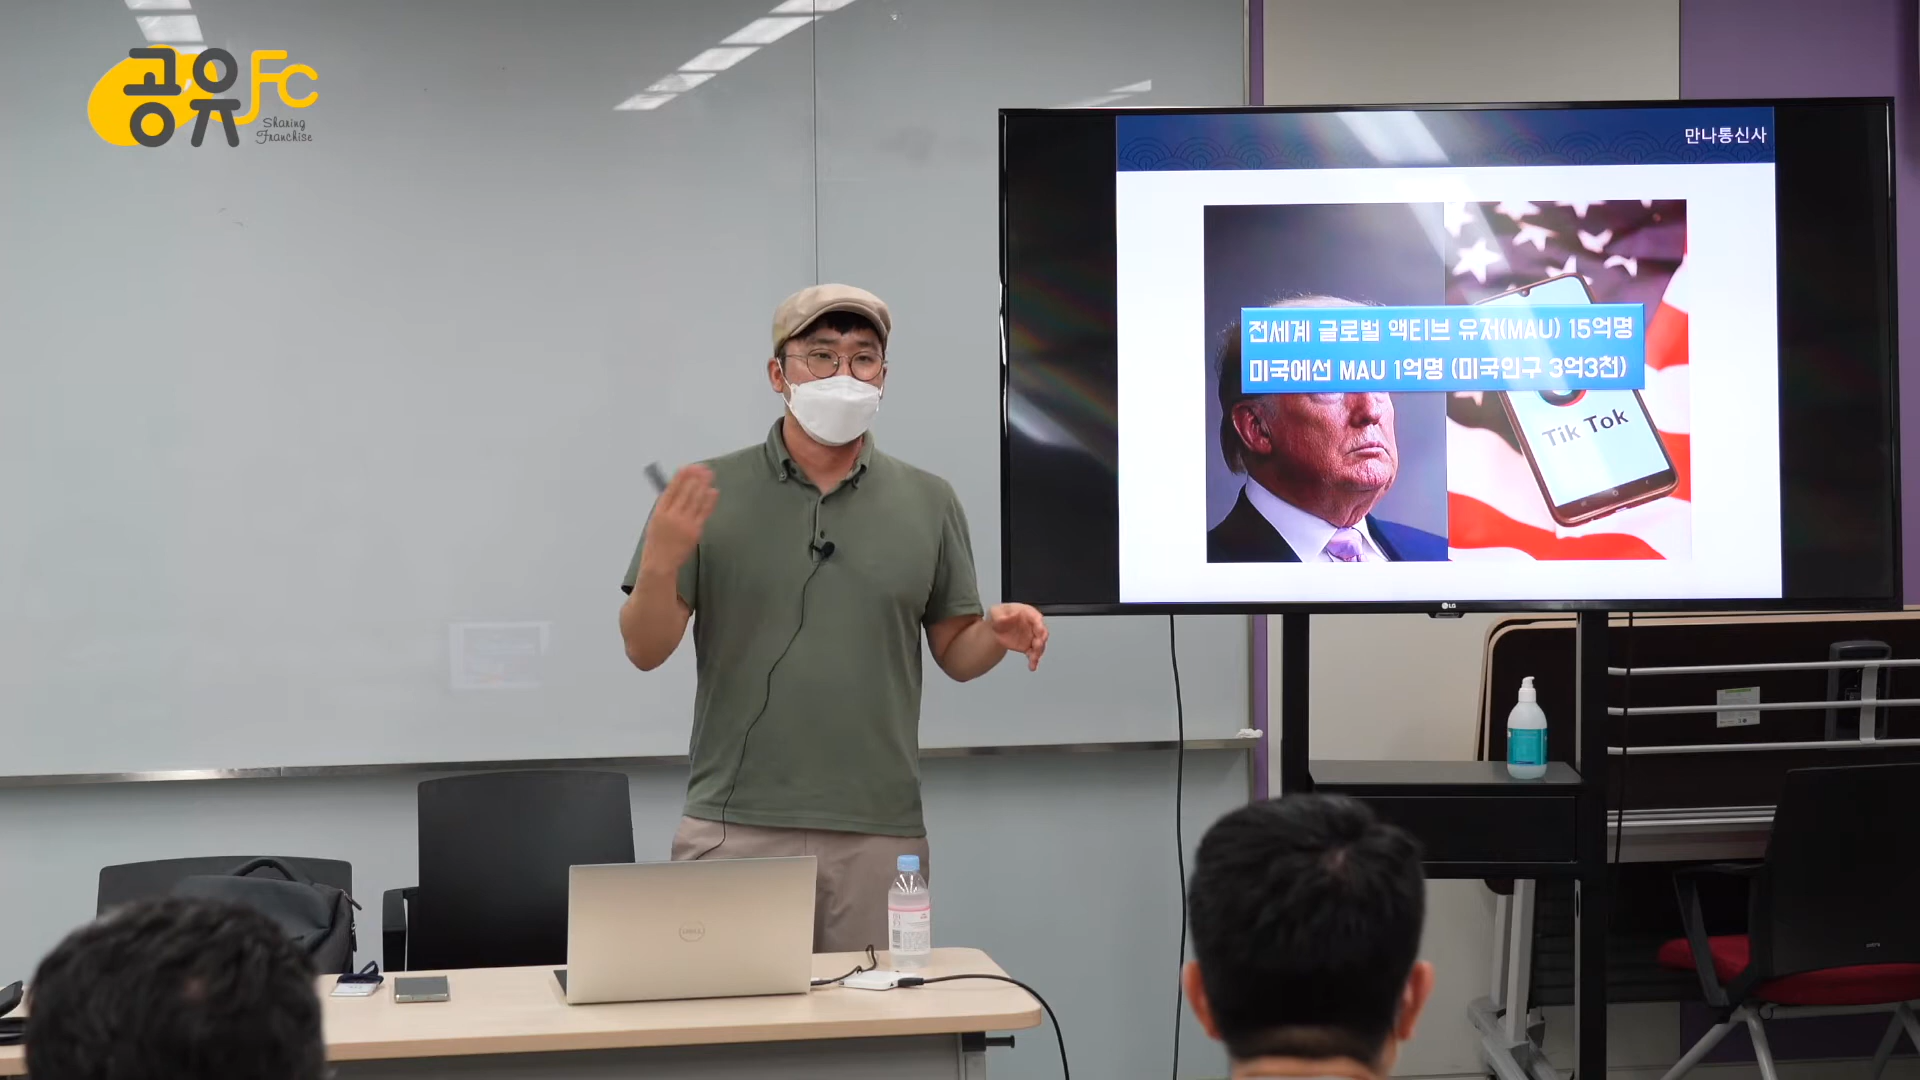 공유FC
Sharing
Franchise
만나통신사
전세계 글로벌 액티브 유저(MAU) 15억명
미국에선 MAU 1억명 (미국인구 3억3천)
Tik Tok
LG
DELL